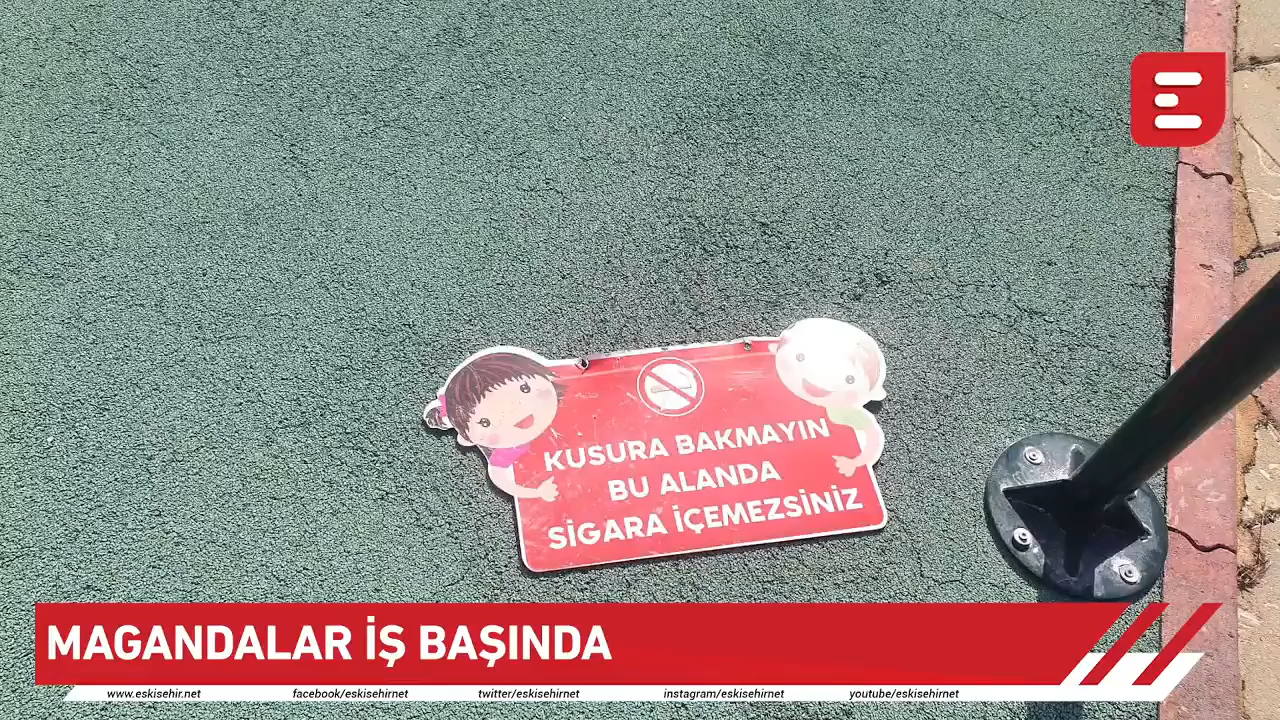 KUSURA BAKMAYIN
BU ALANDA
SİGARA İÇEMEZSİNİZ
MAGANDALAR İŞ BAŞINDA
www.eskisehir.net facebook/eskisehirnet twitter/eskisehirnet instagram/eskisehirnet youtube/eskisehirnet